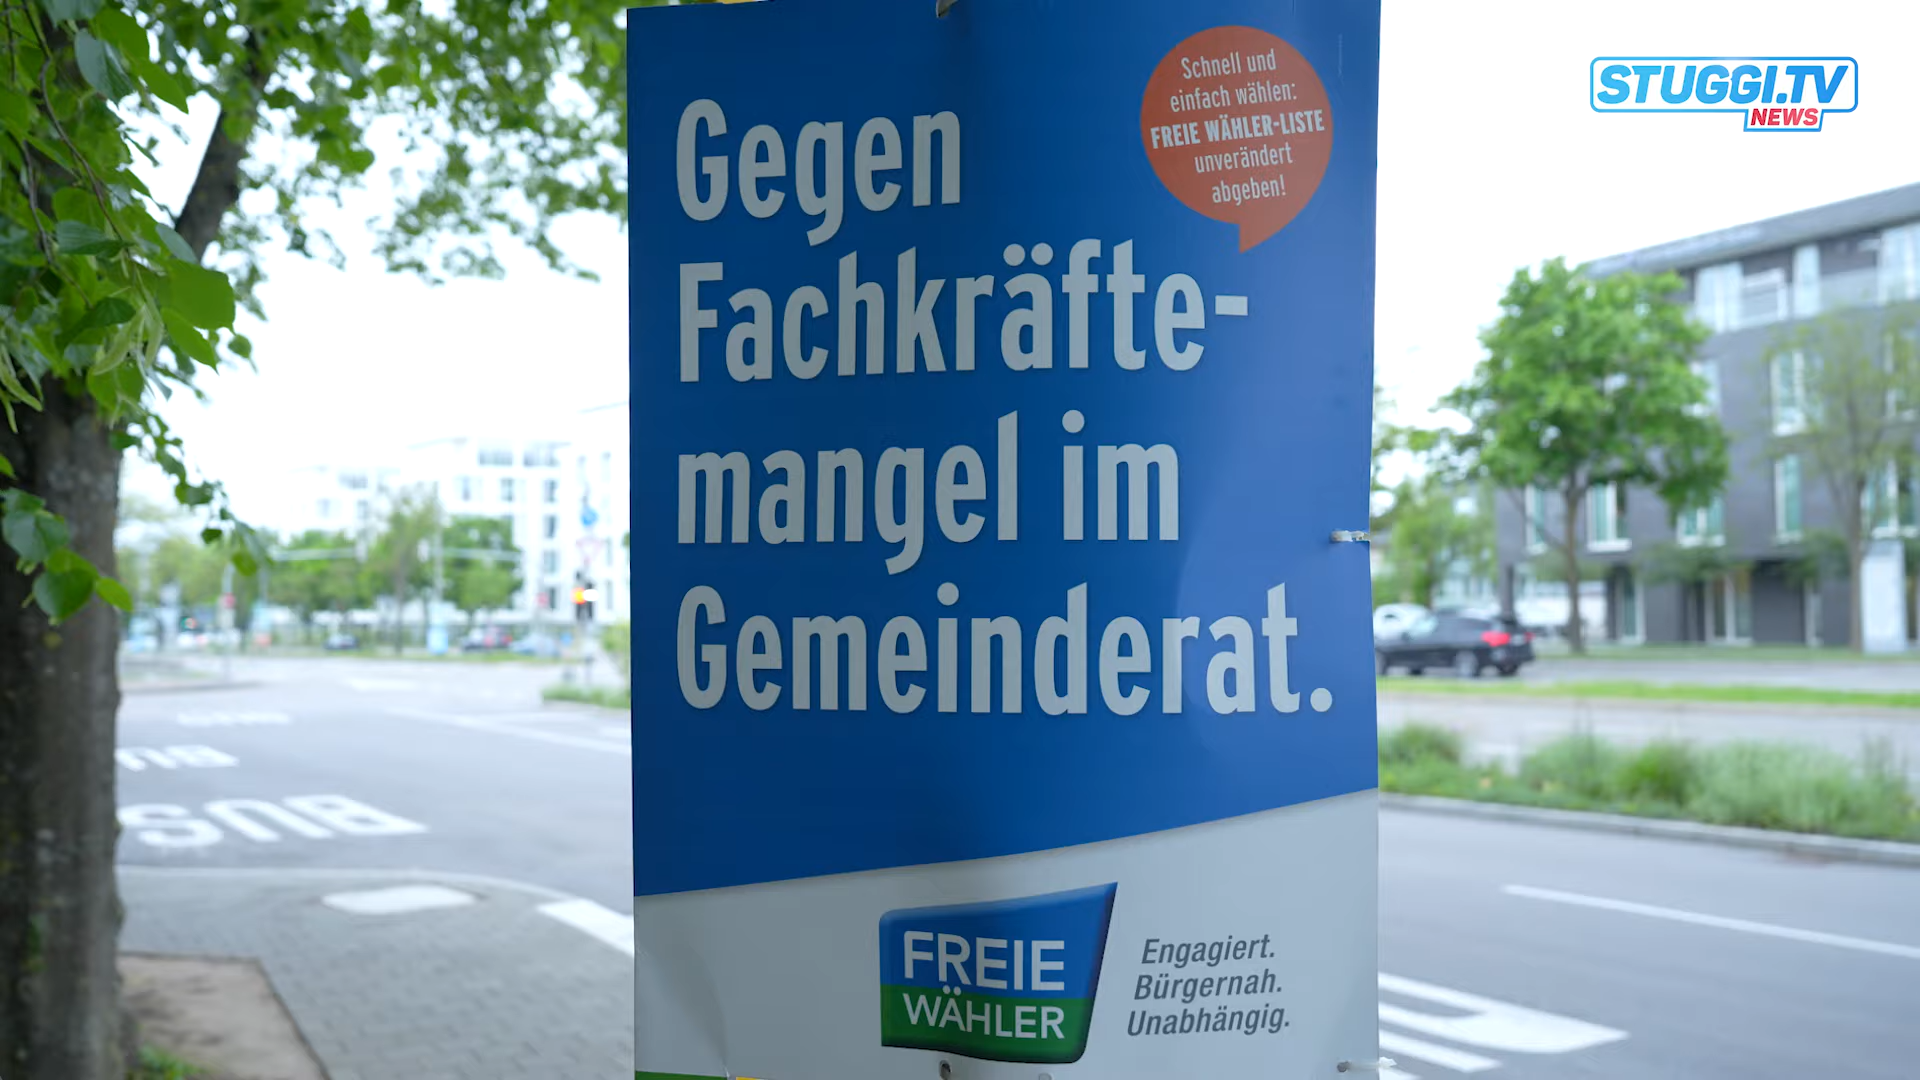 STUGGI.TV
NEWS
Schnell und
einfach wählen:
FREIE WÄHLER-LISTE
unverändert
abgeben!
Gegen
Fachkräfte-
mangel im
Gemeinderat.
FREIE
WÄHLER
Engagiert.
Bürgernah.
Unabhängig.
BUS
BUS